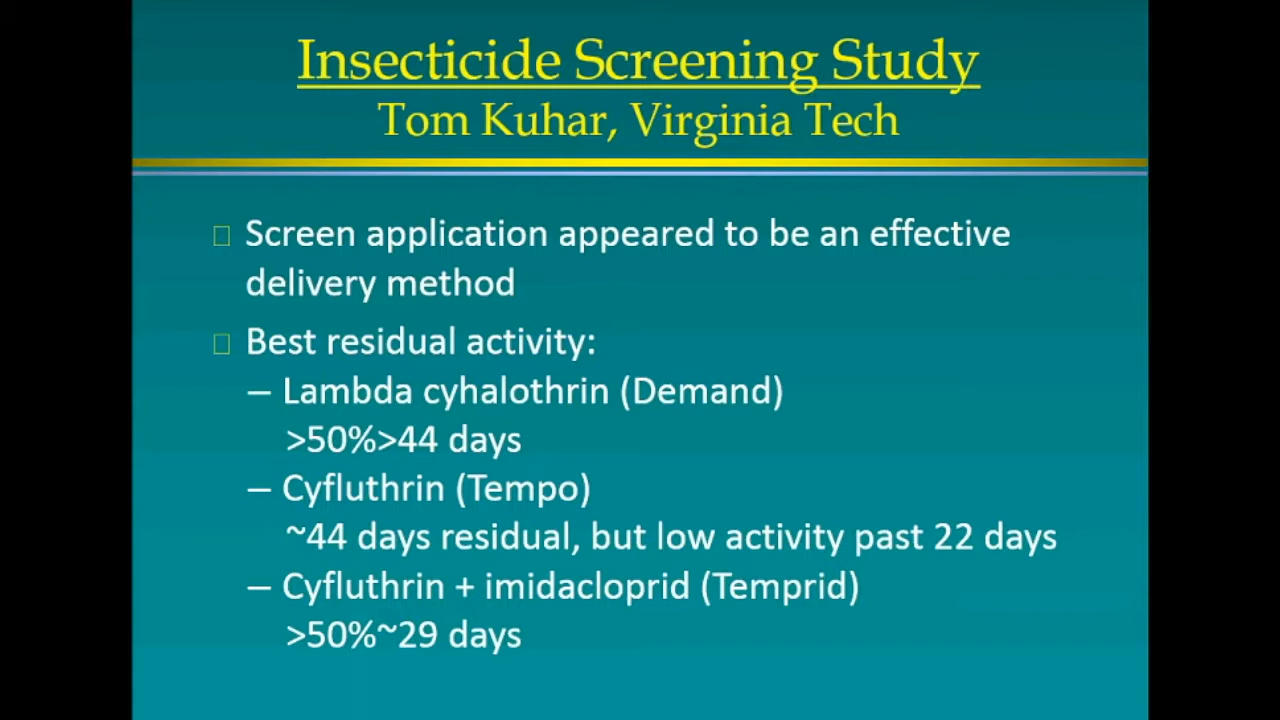 Insecticide Screening Study
Tom Kuhar, Virginia Tech
Screen application appeared to be an effective
delivery method
Best residual activity:
– Lambda cyhalothrin (Demand)
>50%>44 days
– Cyfluthrin (Tempo)
~44 days residual, but low activity past 22 days
– Cyfluthrin + imidacloprid (Temprid)
>50%~29 days